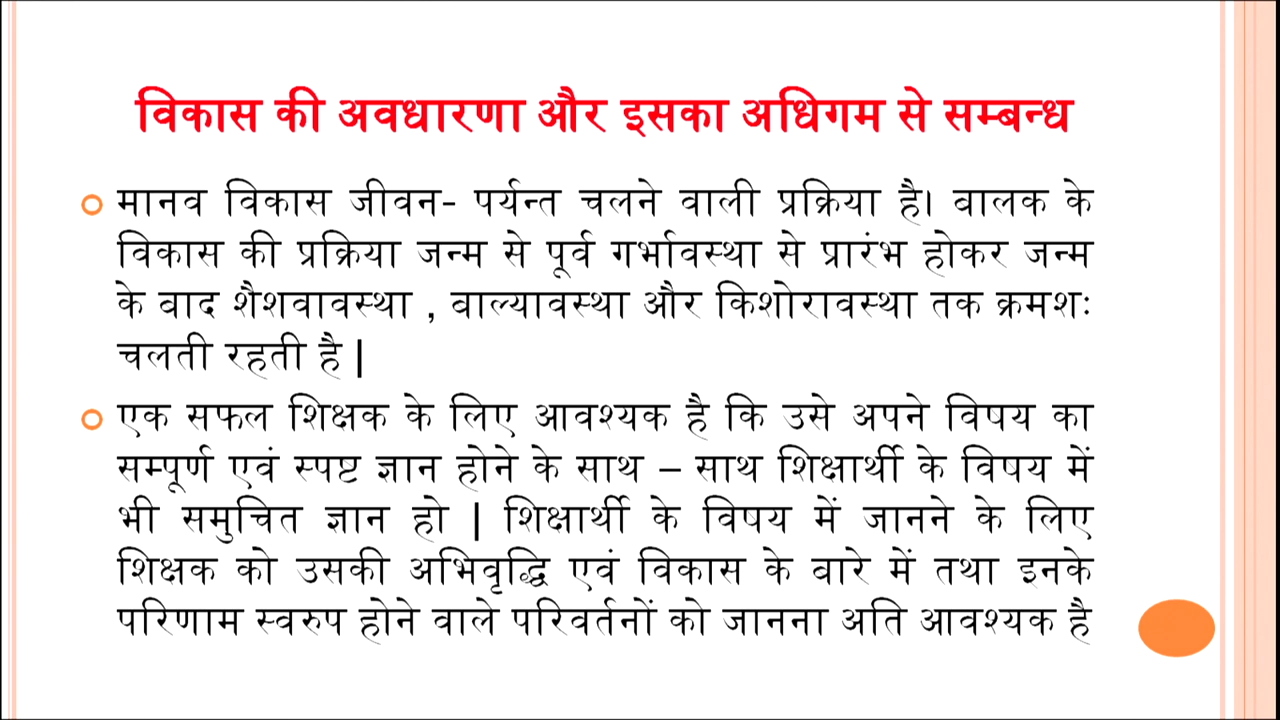 विकास की अवधारणा और इसका अधिगम से सम्बन्ध
मानव विकास जीवन- पर्यन्त चलने वाली प्रक्रिया है। बालक के
विकास की प्रक्रिया जन्म से पूर्व गर्भावस्था से प्रारंभ होकर जन्म
के बाद शैशवावस्था , बाल्यावस्था और किशोरावस्था तक क्रमशः
चलती रहती है |
एक सफल शिक्षक के लिए आवश्यक है कि उसे अपने विषय का
सम्पूर्ण एवं स्पष्ट ज्ञान होने के साथ – साथ शिक्षार्थी के विषय में
भी समुचित ज्ञान हो | शिक्षार्थी के विषय में जानने के लिए
शिक्षक को उसकी अभिवृद्धि एवं विकास के बारे में तथा इनके
परिणाम स्वरुप होने वाले परिवर्तनों को जानना अति आवश्यक है